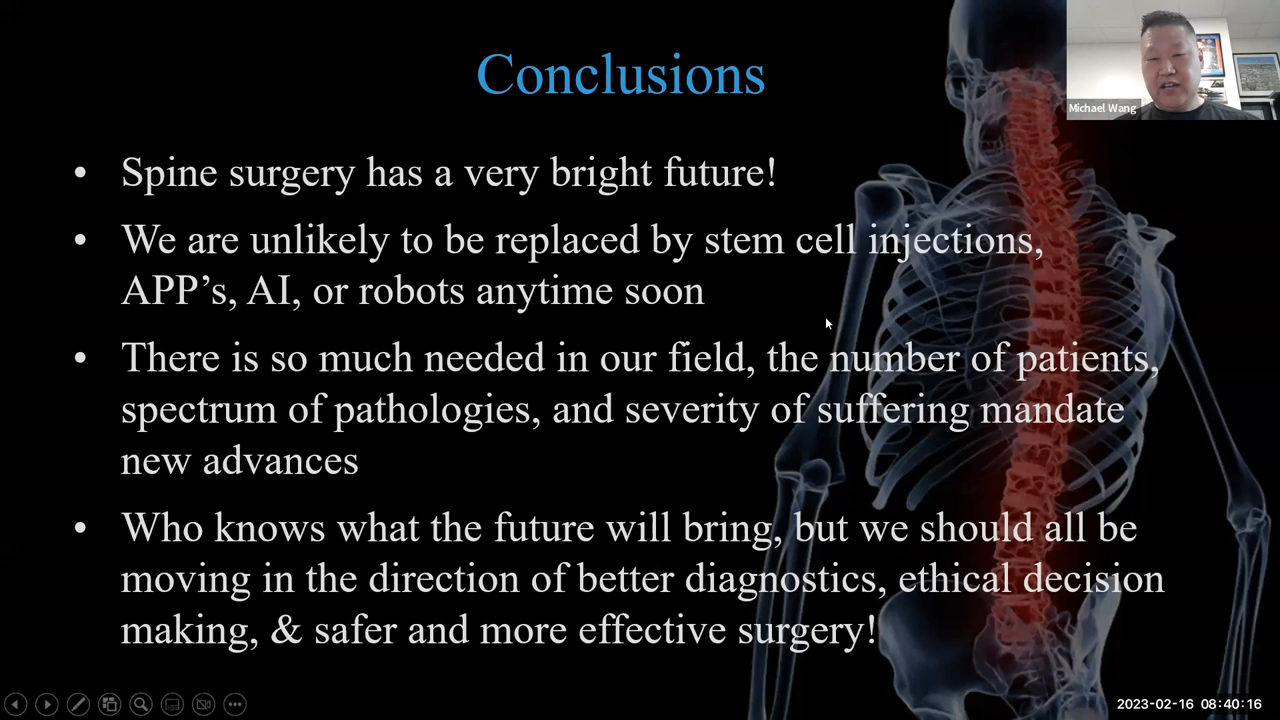 Conclusions
Michael Wang
• Spine surgery has a very bright future!
• We are unlikely to be replaced by stem cell injections,
APP’s, AI, or robots anytime soon
• There is so much needed in our field, the number of patients,
spectrum of pathologies, and severity of suffering mandate
new advances
• Who knows what the future will bring, but we should all be
moving in the direction of better diagnostics, ethical decision
making, & safer and more effective surgery!
2023-02-16 08:40:16